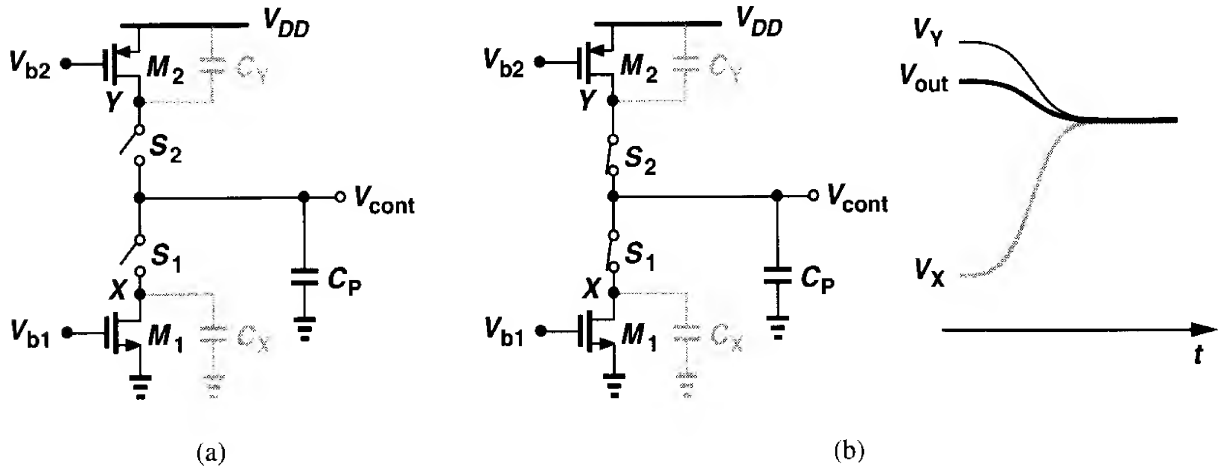 V_DD
V_b2
M_2
C_Y
Y
S_2
V_cont
S_1
X
C_P
V_b1
M_1
C_X
(a)
V_DD
V_b2
M_2
C_Y
Y
S_2
V_cont
S_1
X
C_P
V_b1
M_1
C_X
V_Y
V_out
V_X
t
(b)